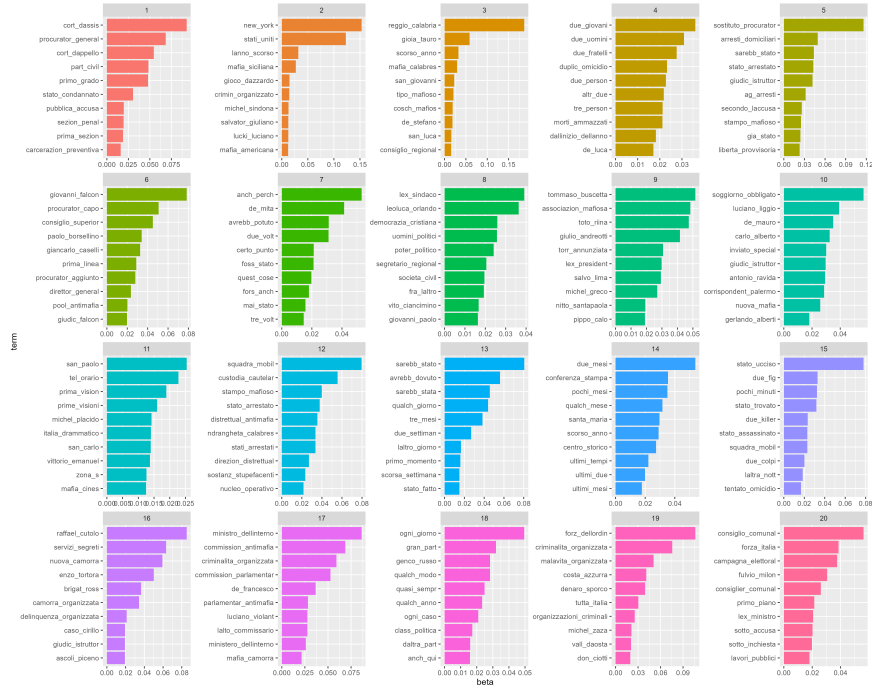 1
cort_dassis
procurator_general
cort_dappello
part_civil
primo_grado
stato_condannato
pubblica_accusa
sezion_penal
prima_sezion
carcerazion_preventiva
0.000 0.025 0.050 0.075
2
new_york
stati_uniti
lanno_scorso
mafia_siciliana
gioco_dazzardo
crimin_organizzato
michel_sindona
salvator_giuliano
lucki_luciano
mafia_americana
0.00 0.05 0.10 0.15
3
reggio_calabria
gioia_tauro
scorso_anno
mafia_calabres
san_giovanni
tipo_mafioso
cosch_mafios
de_stefano
san_luca
consiglio_regional
0.00 0.05 0.10 0.15
4
due_giovani
due_uomini
due_fratelli
duplic_omicidio
due_person
altr_due
tre_person
morti_ammazzati
dallinizio_dellanno
de_luca
0.00 0.01 0.02 0.03
5
sostituto_procurator
arresti_domiciliari
sarebb_stato
stato_arrestato
giudic_istruttor
ag_arresti
secondo_laccusa
stampo_mafioso
gia_stato
liberta_provvisoria
0.00 0.03 0.06 0.09 0.12
6
giovanni_falcon
procurator_capo
consiglio_superior
paolo_borsellino
giancarlo_caselli
prima_linea
procurator_aggiunto
direttor_general
pool_antimafia
giudic_falcon
0.00 0.02 0.04 0.06 0.08
7
anch_perch
de_mita
avrebb_potuto
due_volt
certo_punto
foss_stato
quest_cose
fors_anch
mai_stato
tre_volt
0.00 0.02 0.04
8
lex_sindaco
leoluca_orlando
democrazia_cristiana
uomini_politici
poter_politico
segretario_regional
societa_civil
fra_laltro
vito_ciancimino
giovanni_paolo
0.00 0.01 0.02 0.03 0.04
9
tommaso_buscetta
associazion_mafiosa
toto_riina
giulio_andreotti
torr_annunziata
lex_president
salvo_lima
michel_greco
nitto_santapaola
pippo_calo
0.00 0.01 0.02 0.03 0.04 0.05
10
soggiorno_obbligato
luciano_liggio
de_mauro
carlo_alberto
inviato_special
giudic_istruttor
antonio_ravida
corrispondent_palermo
nuova_mafia
gerlando_alberti
0.00 0.02 0.04
term
11
san_paolo
tel_orario
prima_vision
prime_visioni
michel_placido
italia_drammatico
san_carlo
vittorio_emanuel
zona_s
mafia_cines
0.000 0.005 0.010 0.015 0.020 0.025
12
squadra_mobil
custodia_cautelar
stampo_mafioso
stato_arrestato
distrettual_antimafia
ndrangheta_calabres
stati_arrestati
direzion_distrettual
sostanz_stupefacenti
nucleo_operativo
0.00 0.02 0.04 0.06 0.08
13
sarebb_stato
avrebb_dovuto
sarebb_stata
qualch_giorno
tre_mesi
due_settiman
laltro_giorno
primo_momento
scorsa_settimana
stato_fatto
0.00 0.02 0.04 0.06 0.08
14
due_mesi
conferenza_stampa
pochi_mesi
qualch_mesi
santa_maria
scorso_anno
centro_storico
ultimi_tempi
ultimi_due
ultimi_mesi
0.00 0.02 0.04
15
stato_ucciso
due_fig
pochi_minuti
stato_trovato
due_killer
stato_assassinato
squadra_mobil
due_colpi
laltra_nott
tentato_omicidio
0.00 0.02 0.04 0.06 0.08
16
raffael_cutolo
servizi_segreti
nuova_camorra
enzo_tortora
brigat_ross
camorra_organizzata
delinquenza_organizzata
caso_cirillo
giudic_istruttor
ascoli_piceno
0.00 0.02 0.04 0.06 0.08
17
ministro_dellinterno
commission_antimafia
criminalita_organizzata
commission_parlamentar
de_francesco
parlamentar_antimafia
luciano_violant
lalto_commissario
ministero_dellinterno
mafia_camorra
0.000 0.025 0.050 0.075
18
ogni_giorno
gran_part
genco_russo
qualch_modo
quasi_sempr
qualch_anno
ogni_caso
class_politica
daltra_part
anch_qui
0.00 0.01 0.02 0.03 0.04 0.05
19
forz_dellordin
criminalita_organizzata
malavita_organizzata
costa_azzurra
denaro_sporco
tutta_italia
organizzazioni_criminali
michel_zaza
vall_daosta
don_ciotti
0.00 0.03 0.06 0.09
20
consiglio_comunal
forza_italia
campagna_elettoral
fulvio_milon
consiglier_comunal
primo_piano
lex_ministro
sotto_accusa
sotto_inchiesta
lavori_pubblici
0.00 0.02 0.04
beta